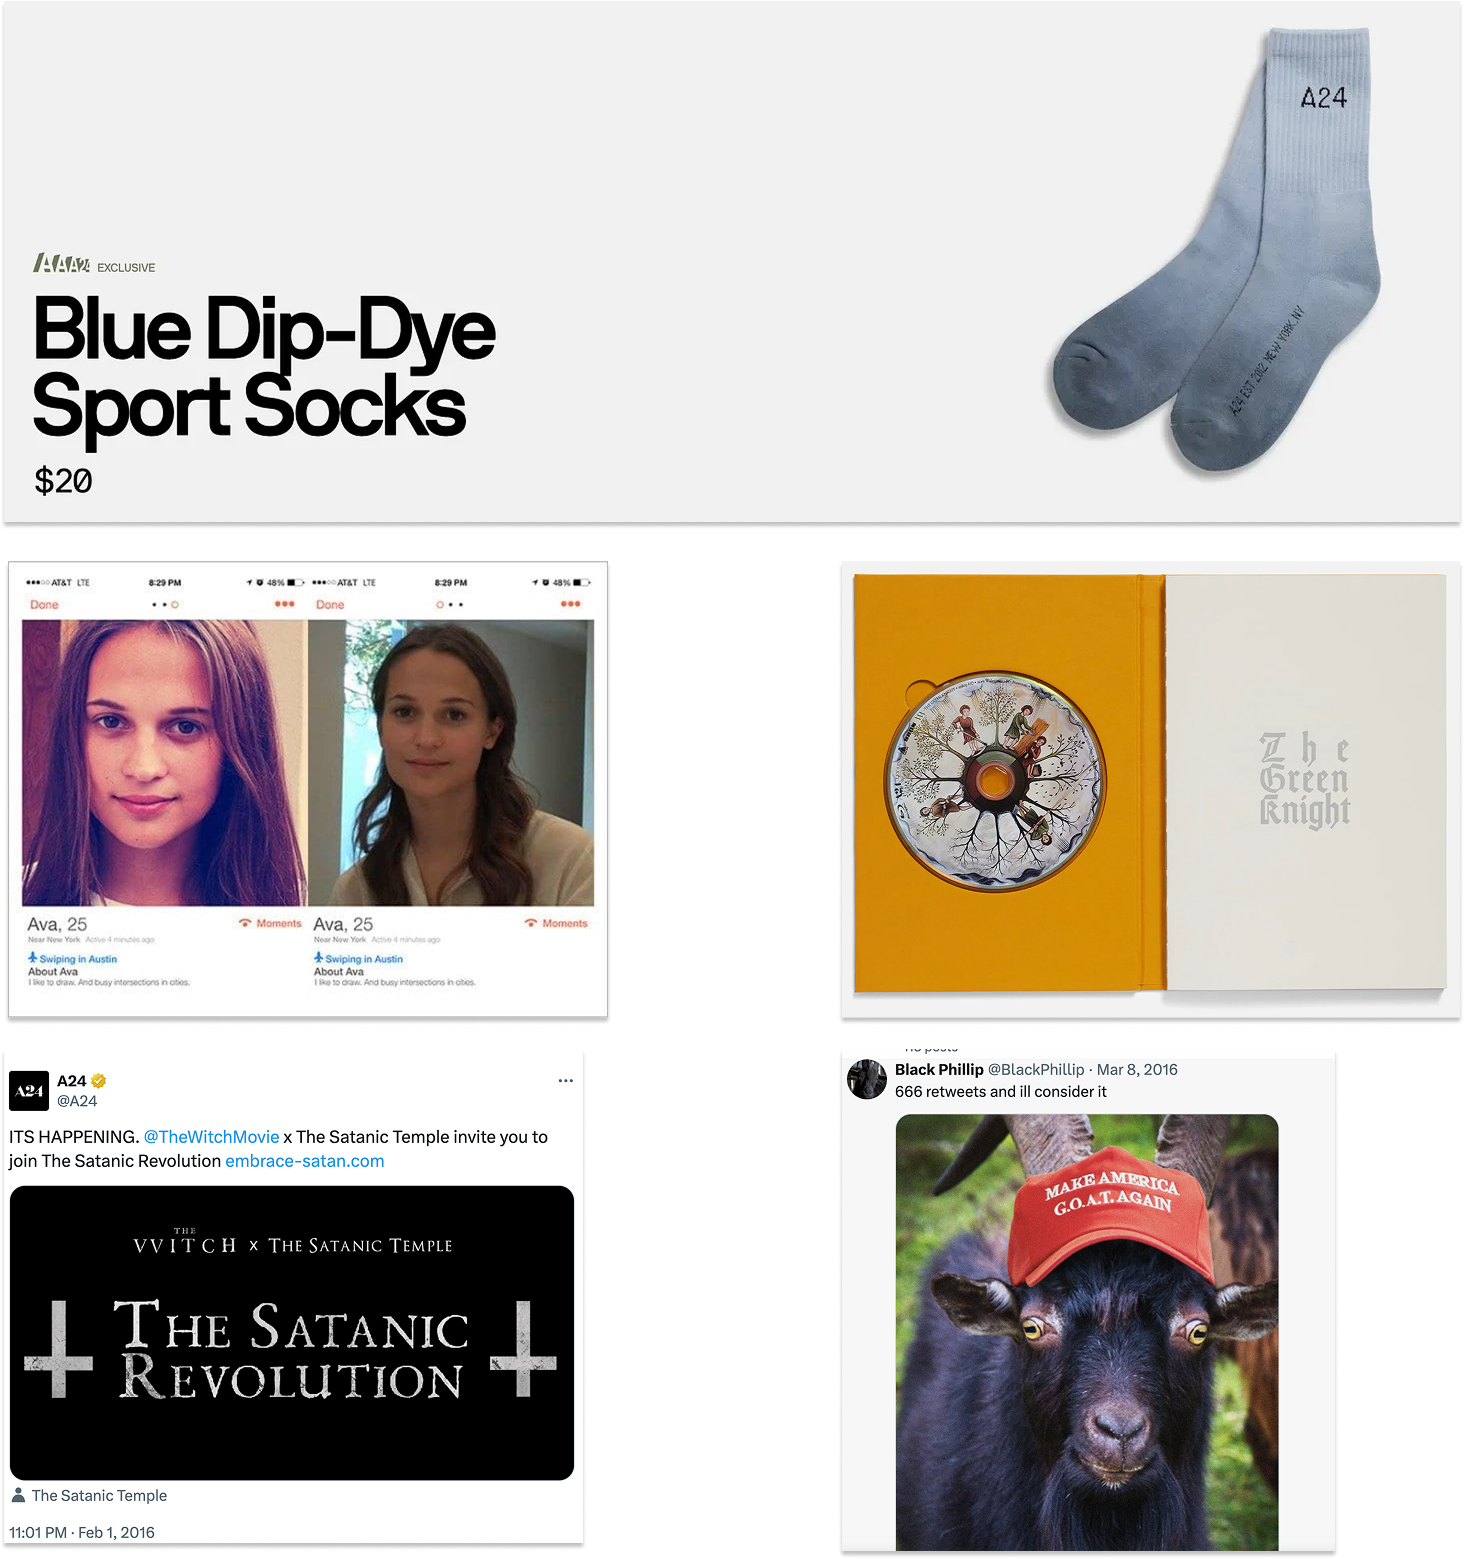 A24
A24 EST. 2012 NEW YORK, NY
AAA24 EXCLUSIVE
Blue Dip-Dye
Sport Socks
$20
AT&T LTE 8:29 PM 48% AT&T LTE 8:29 PM 48%
Done Done
Ava, 25 Moments Ava, 25 Moments
Near New York Active 4 minutes ago Near New York Active 4 minutes ago
Swiping in Austin Swiping in Austin
About Ava About Ava
I like to draw. And busy intersections in cities. I like to draw. And busy intersections in cities.
The
Green
Knight
A24
A24
@A24
ITS HAPPENING. @TheWitchMovie x The Satanic Temple invite you to
join The Satanic Revolution embrace-satan.com
THE
VVITCH X THE SATANIC TEMPLE
THE SATANIC
REVOLUTION
The Satanic Temple
11:01 PM · Feb 1, 2016
posts
Black Phillip @BlackPhillip · Mar 8, 2016
666 retweets and ill consider it
MAKE AMERICA
G.O.A.T. AGAIN